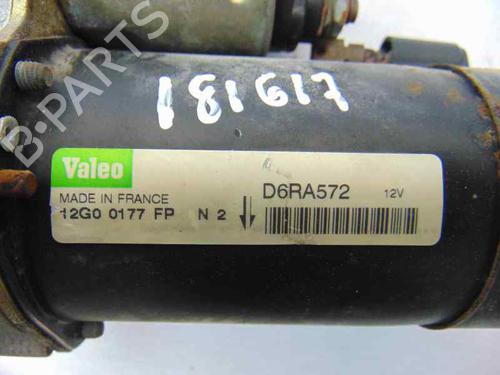 B-PARTS
181617
Valeo
MADE IN FRANCE
12G0 0177 FP N 2
D6RA572 12V